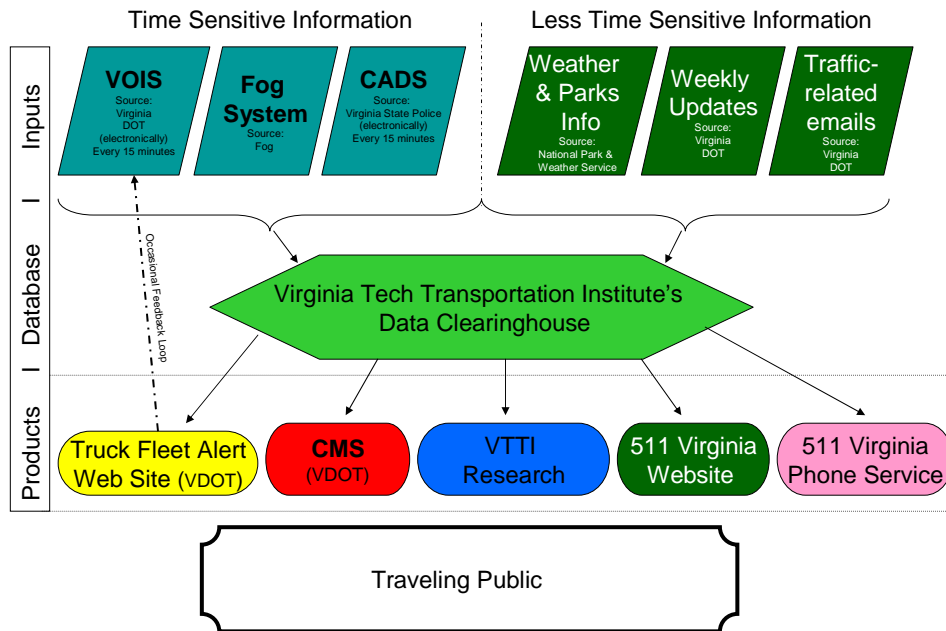 Time Sensitive Information
Less Time Sensitive Information
Inputs
VOIS
Source:
Virginia
DOT
(electronically)
Every 15 minutes
Fog
System
Source:
Fog
CADS
Source:
Virginia State Police
(electronically)
Every 15 minutes
Weather
& Parks
Info
Source:
National Park &
Weather Service
Weekly
Updates
Source:
Virginia
DOT
Traffic-
related
emails
Source:
Virginia
DOT
Occasional Feedback Loop
Database
Virginia Tech Transportation Institute's
Data Clearinghouse
Products
Truck Fleet Alert
Web Site (VDOT)
CMS
(VDOT)
VTTI
Research
511 Virginia
Website
511 Virginia
Phone Service
Traveling Public